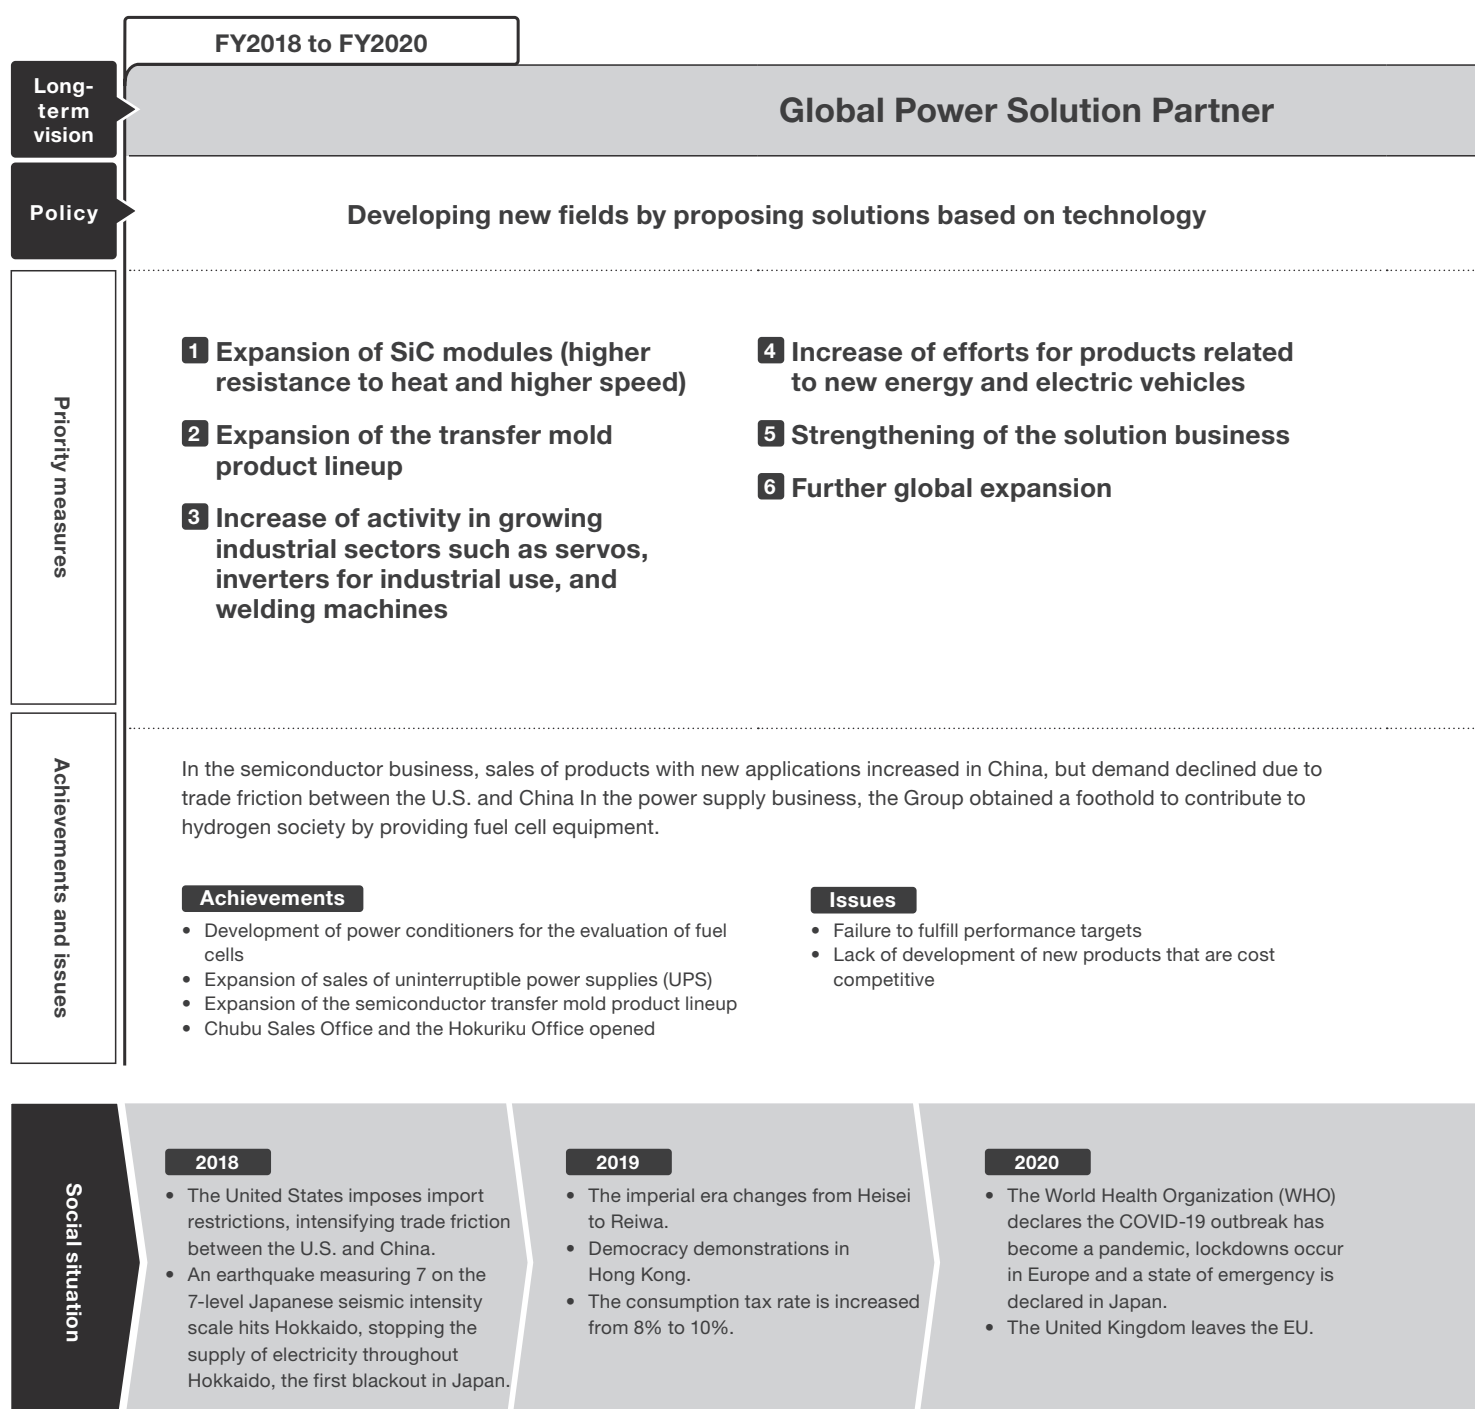 FY2018 to FY2020
Long-
term
vision
Global Power Solution Partner
Policy
Developing new fields by proposing solutions based on technology
Priority measures
1 Expansion of SiC modules (higher
resistance to heat and higher speed)
2 Expansion of the transfer mold
product lineup
3 Increase of activity in growing
industrial sectors such as servos,
inverters for industrial use, and
welding machines
4 Increase of efforts for products related
to new energy and electric vehicles
5 Strengthening of the solution business
6 Further global expansion
Achievements and issues
In the semiconductor business, sales of products with new applications increased in China, but demand declined due to
trade friction between the U.S. and China In the power supply business, the Group obtained a foothold to contribute to
hydrogen society by providing fuel cell equipment.
Achievements
• Development of power conditioners for the evaluation of fuel
cells
• Expansion of sales of uninterruptible power supplies (UPS)
• Expansion of the semiconductor transfer mold product lineup
• Chubu Sales Office and the Hokuriku Office opened
Issues
• Failure to fulfill performance targets
• Lack of development of new products that are cost
competitive
Social situation
2018
• The United States imposes import
restrictions, intensifying trade friction
between the U.S. and China.
• An earthquake measuring 7 on the
7-level Japanese seismic intensity
scale hits Hokkaido, stopping the
supply of electricity throughout
Hokkaido, the first blackout in Japan.
2019
• The imperial era changes from Heisei
to Reiwa.
• Democracy demonstrations in
Hong Kong.
• The consumption tax rate is increased
from 8% to 10%.
2020
• The World Health Organization (WHO)
declares the COVID-19 outbreak has
become a pandemic, lockdowns occur
in Europe and a state of emergency is
declared in Japan.
• The United Kingdom leaves the EU.